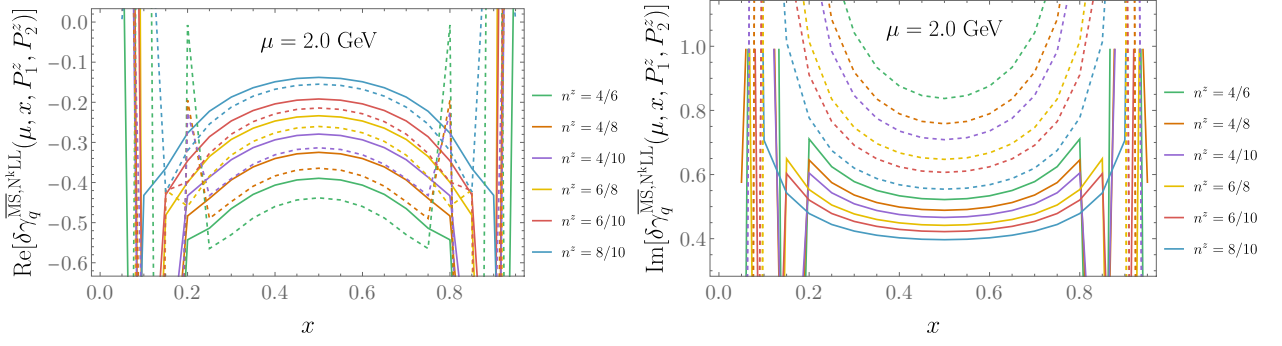 Re[δγ_q^{\overline{MS},N^kLL}(μ, x, P_1^z, P_2^z)]
μ = 2.0 GeV
0.0
−0.1
−0.2
−0.3
−0.4
−0.5
−0.6
0.0 0.2 0.4 0.6 0.8
x
n^z = 4/6
n^z = 4/8
n^z = 4/10
n^z = 6/8
n^z = 6/10
n^z = 8/10
Im[δγ_q^{\overline{MS},N^kLL}(μ, x, P_1^z, P_2^z)]
μ = 2.0 GeV
1.0
0.8
0.6
0.4
0.0 0.2 0.4 0.6 0.8
x
n^z = 4/6
n^z = 4/8
n^z = 4/10
n^z = 6/8
n^z = 6/10
n^z = 8/10